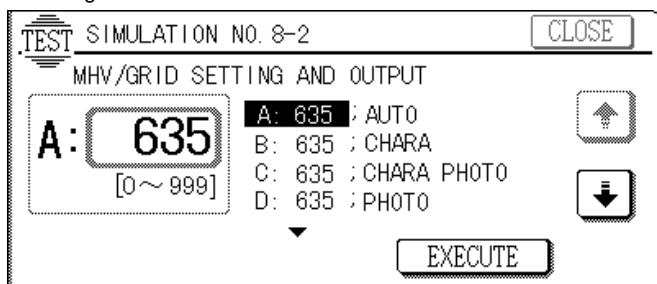 TEST SIMULATION NO. 8-2 CLOSE
MHV/GRID SETTING AND OUTPUT
A: 635
[0～999]
A: 635 ; AUTO
B: 635 ; CHARA
C: 635 ; CHARA PHOTO
D: 635 ; PHOTO
EXECUTE